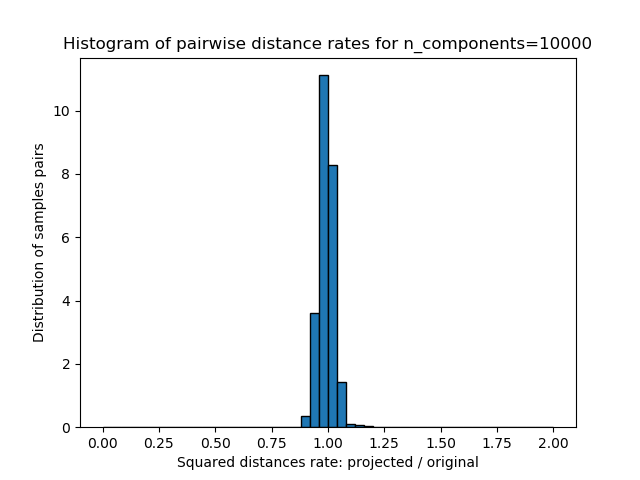 Histogram of pairwise distance rates for n_components=10000
Distribution of samples pairs
10
8
6
4
2
0
0.00 0.25 0.50 0.75 1.00 1.25 1.50 1.75 2.00
Squared distances rate: projected / original